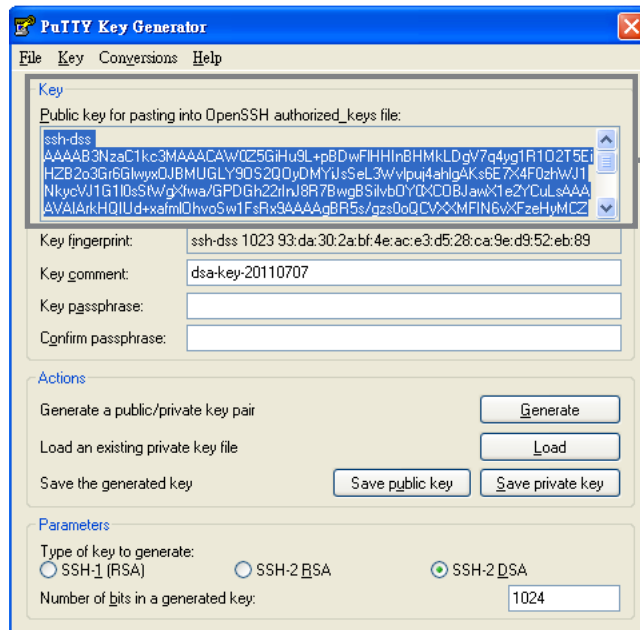 PuTTY Key Generator
File Key Conversions Help
Key
Public key for pasting into OpenSSH authorized_keys file:
ssh-dss
AAAAB3NzaC1kc3MAAACAW0Z5GiHu9L+pBDwFlHHInBHMkLDgV7q4yg1R1O2T5Ei
HZB2o3Gr6GlwyxOJBMUGLY9OS2QOyDMYiJsSeL3Wvlpuj4ahlgAKs6E7X4F0zhWJ1
NkycVJ1G1I0sStWgXfwa/GPDGh22rInJ8R7BwgBSilvbOY0XCOBJawX1e2YCuLsAAA
AVAIArkHQIUd+xafmlOhvoSw1FsRx9AAAAgBR5s/gzs0oQCVXXMFIN6vXFzeHyMCZ
Key fingerprint: ssh-dss 1023 93:da:30:2a:bf:4e:ac:e3:d5:28:ca:9e:d9:52:eb:89
Key comment: dsa-key-20110707
Key passphrase:
Confirm passphrase:
Actions
Generate a public/private key pair Generate
Load an existing private key file Load
Save the generated key Save public key Save private key
Parameters
Type of key to generate:
SSH-1 (RSA) SSH-2 RSA SSH-2 DSA
Number of bits in a generated key: 1024